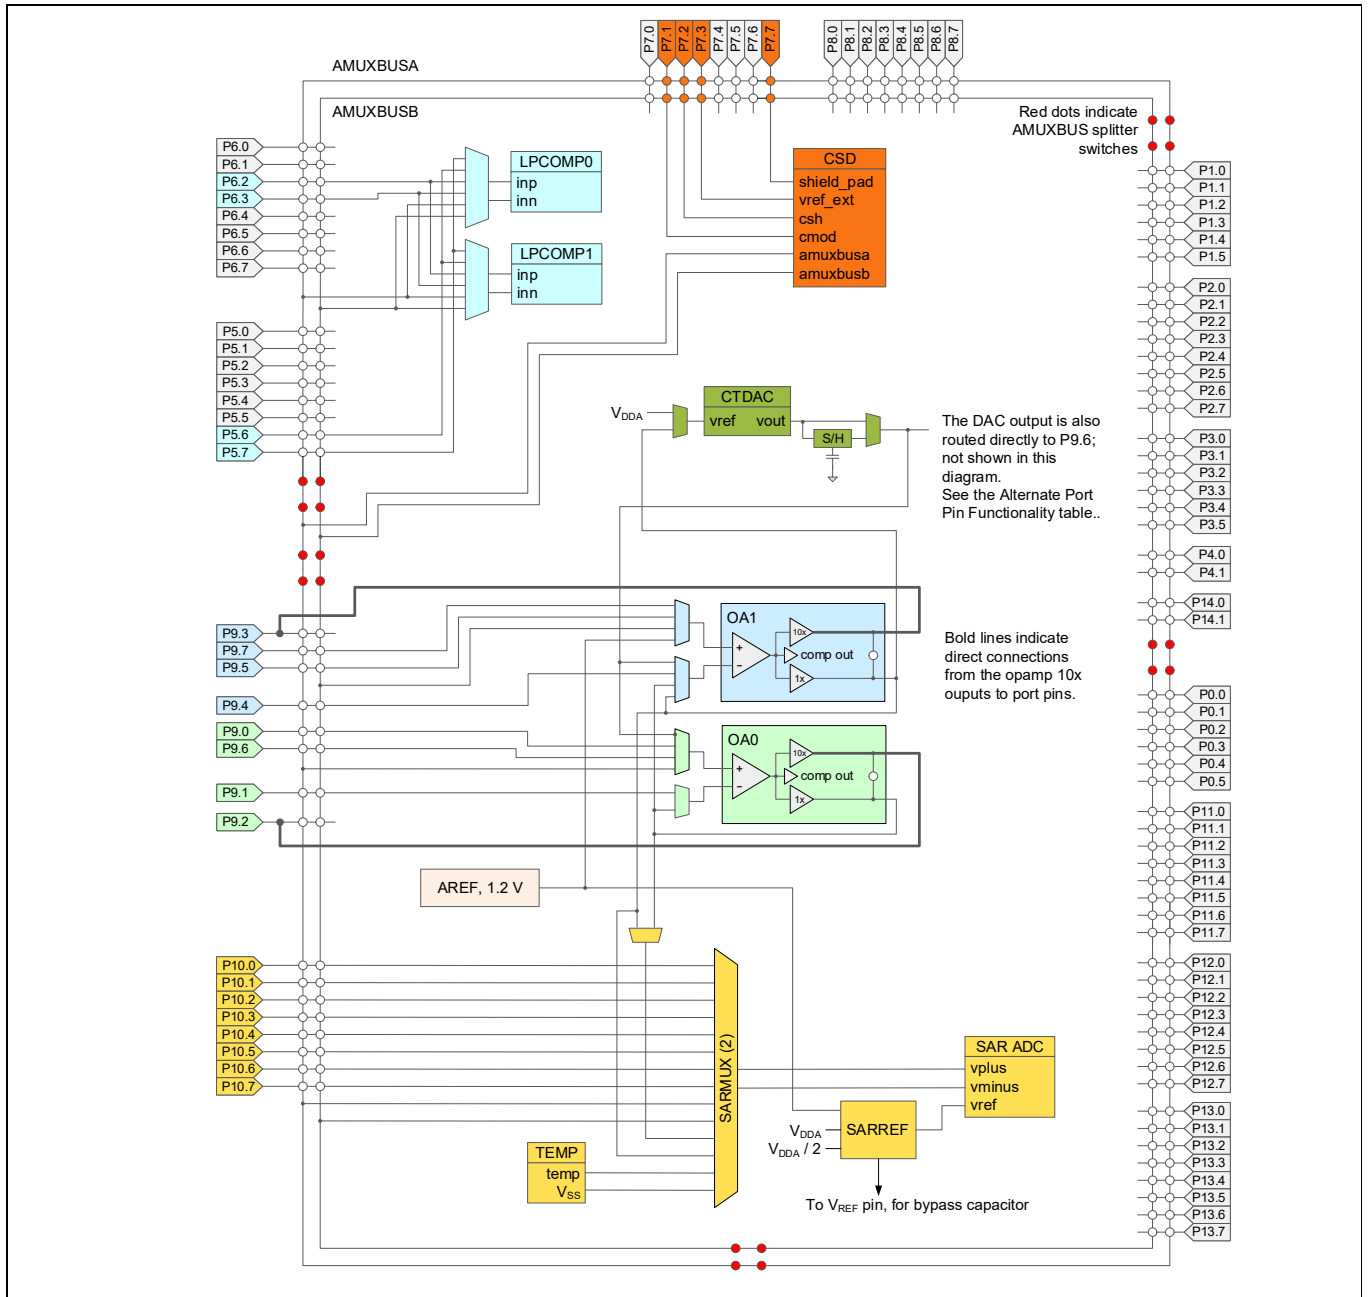 P7.0
P7.1
P7.2
P7.3
P7.4
P7.5
P7.6
P7.7
P8.0
P8.1
P8.2
P8.3
P8.4
P8.5
P8.6
P8.7
AMUXBUSA
AMUXBUSB
Red dots indicate
AMUXBUS splitter
switches
P6.0
P6.1
P6.2
P6.3
P6.4
P6.5
P6.6
P6.7
LPCOMP0
inp
inn
LPCOMP1
inp
inn
CSD
shield_pad
vref_ext
csh
cmod
amuxbusa
amuxbusb
P1.0
P1.1
P1.2
P1.3
P1.4
P1.5
P2.0
P2.1
P2.2
P2.3
P2.4
P2.5
P2.6
P2.7
P5.0
P5.1
P5.2
P5.3
P5.4
P5.5
P5.6
P5.7
VDDA
CTDAC
vref vout
S/H
The DAC output is also
routed directly to P9.6;
not shown in this
diagram.
See the Alternate Port
Pin Functionality table..
P3.0
P3.1
P3.2
P3.3
P3.4
P3.5
P4.0
P4.1
P14.0
P14.1
P9.3
P9.7
P9.5
P9.4
P9.0
P9.6
P9.1
P9.2
OA1
+
−
10x
comp out
1x
Bold lines indicate
direct connections
from the opamp 10x
ouputs to port pins.
OA0
+
−
10x
comp out
1x
P0.0
P0.1
P0.2
P0.3
P0.4
P0.5
P11.0
P11.1
P11.2
P11.3
P11.4
P11.5
P11.6
P11.7
AREF, 1.2 V
P10.0
P10.1
P10.2
P10.3
P10.4
P10.5
P10.6
P10.7
SARMUX (2)
SAR ADC
vplus
vminus
vref
VDDA
VDDA / 2
SARREF
TEMP
temp
VSS
To VREF pin, for bypass capacitor
P12.0
P12.1
P12.2
P12.3
P12.4
P12.5
P12.6
P12.7
P13.0
P13.1
P13.2
P13.3
P13.4
P13.5
P13.6
P13.7